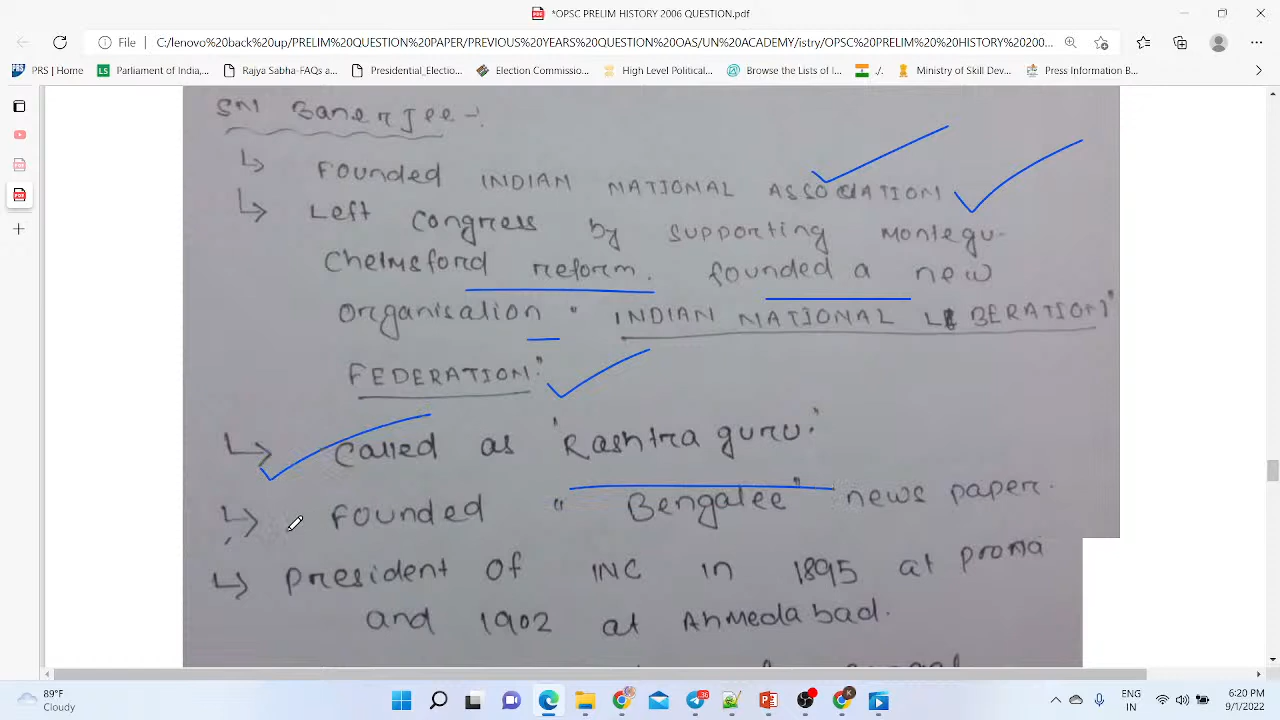 *OPSC PRELIM HISTORY 2006 QUESTION.pdf
File C:/lenovo%20back%20up/PRELIM%20QUESTION%20PAPER/PREVIOUS%20YEARS%20QUESTION%20OAS/UN%20ACADEMY/istry/OPSC%20PRELIM%20%20HISTORY%20200...
PRS | Home Parliament of India,... Rajya Sabha-FAQs -... Presidential_Electio... Election Commissio... High Level Political... Browse the Lists of I... ./. Ministry of Skill Dev... Press Information B...
SN Banerjee -:
↳ Founded INDIAN NATIONAL ASSOCIATION
↳ Left Congress by supporting Montegu-
Chelmsford reform. founded a new
Organisation " INDIAN NATIONAL LIBERATION
FEDERATION"
↳ Called as 'Rashtra guru.'
↳ Founded " Bengalee" news paper.
↳ President of INC in 1895 at
and 1902 at Ahmedabad.
89°F
Cloudy
38
K
ENG
IN
6:20 PM
9/1/2022